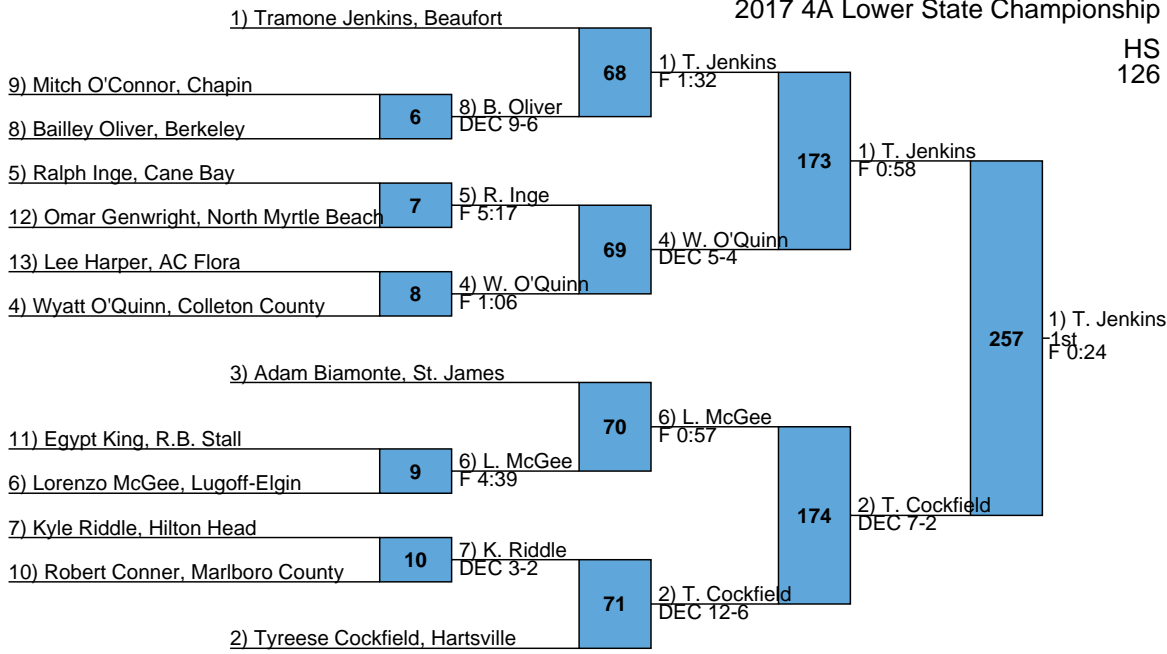 2017 4A Lower State Championship
HS
126
1) Tramone Jenkins, Beaufort
68
1) T. Jenkins
F 1:32
9) Mitch O'Connor, Chapin
6
8) B. Oliver
DEC 9-6
8) Bailley Oliver, Berkeley
173
1) T. Jenkins
F 0:58
5) Ralph Inge, Cane Bay
7
5) R. Inge
F 5:17
12) Omar Genwright, North Myrtle Beach
69
4) W. O'Quinn
DEC 5-4
13) Lee Harper, AC Flora
8
4) W. O'Quinn
F 1:06
4) Wyatt O'Quinn, Colleton County
257
1) T. Jenkins
1st
F 0:24
3) Adam Biamonte, St. James
70
6) L. McGee
F 0:57
11) Egypt King, R.B. Stall
9
6) L. McGee
F 4:39
6) Lorenzo McGee, Lugoff-Elgin
174
2) T. Cockfield
DEC 7-2
7) Kyle Riddle, Hilton Head
10
7) K. Riddle
DEC 3-2
10) Robert Conner, Marlboro County
71
2) T. Cockfield
DEC 12-6
2) Tyreese Cockfield, Hartsville